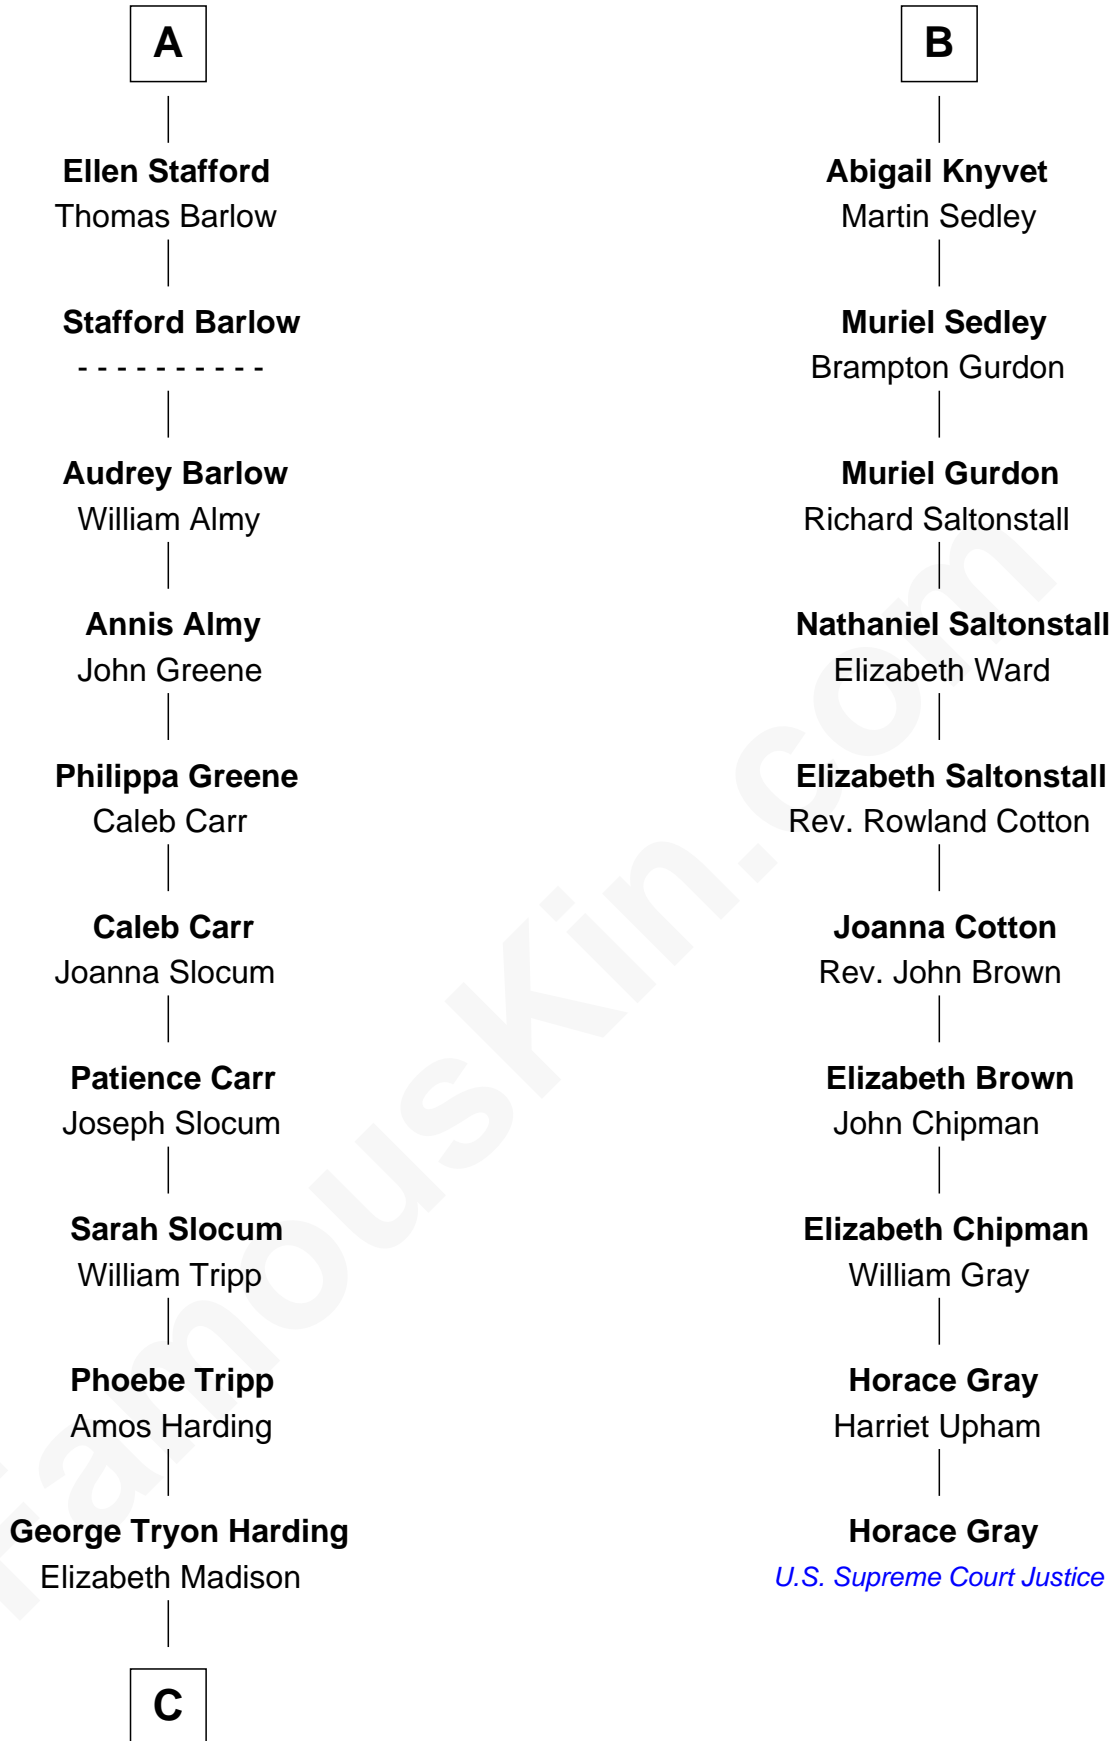 A
Ellen Stafford
Thomas Barlow
Stafford Barlow
- - - - - - - - - -
Audrey Barlow
William Almy
Annis Almy
John Greene
Philippa Greene
Caleb Carr
Caleb Carr
Joanna Slocum
Patience Carr
Joseph Slocum
Sarah Slocum
William Tripp
Phoebe Tripp
Amos Harding
George Tryon Harding
Elizabeth Madison
C
B
Abigail Knyvet
Martin Sedley
Muriel Sedley
Brampton Gurdon
Muriel Gurdon
Richard Saltonstall
Nathaniel Saltonstall
Elizabeth Ward
Elizabeth Saltonstall
Rev. Rowland Cotton
Joanna Cotton
Rev. John Brown
Elizabeth Brown
John Chipman
Elizabeth Chipman
William Gray
Horace Gray
Harriet Upham
Horace Gray
U.S. Supreme Court Justice
FamousKin.com